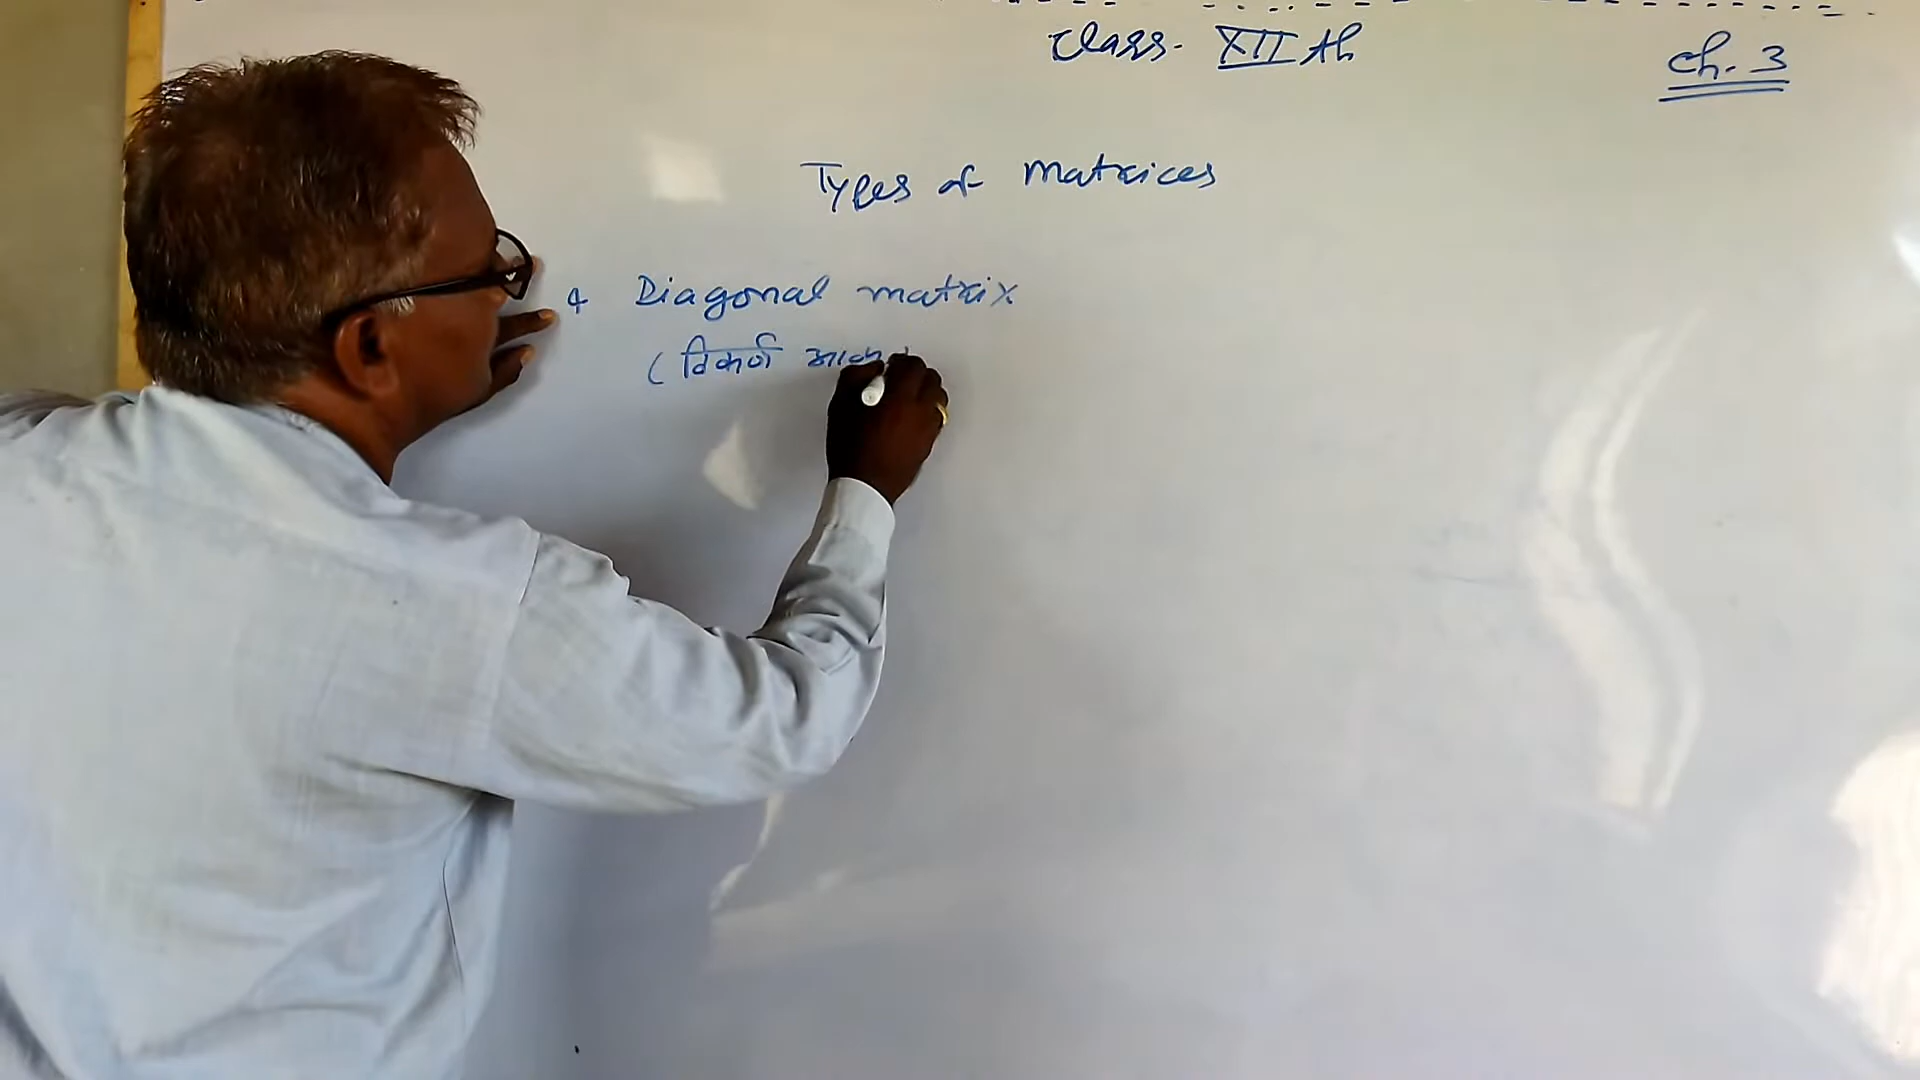 Class- XII th
Ch. 3
Types of Matrices
4 Diagonal matrix
( विकर्ण